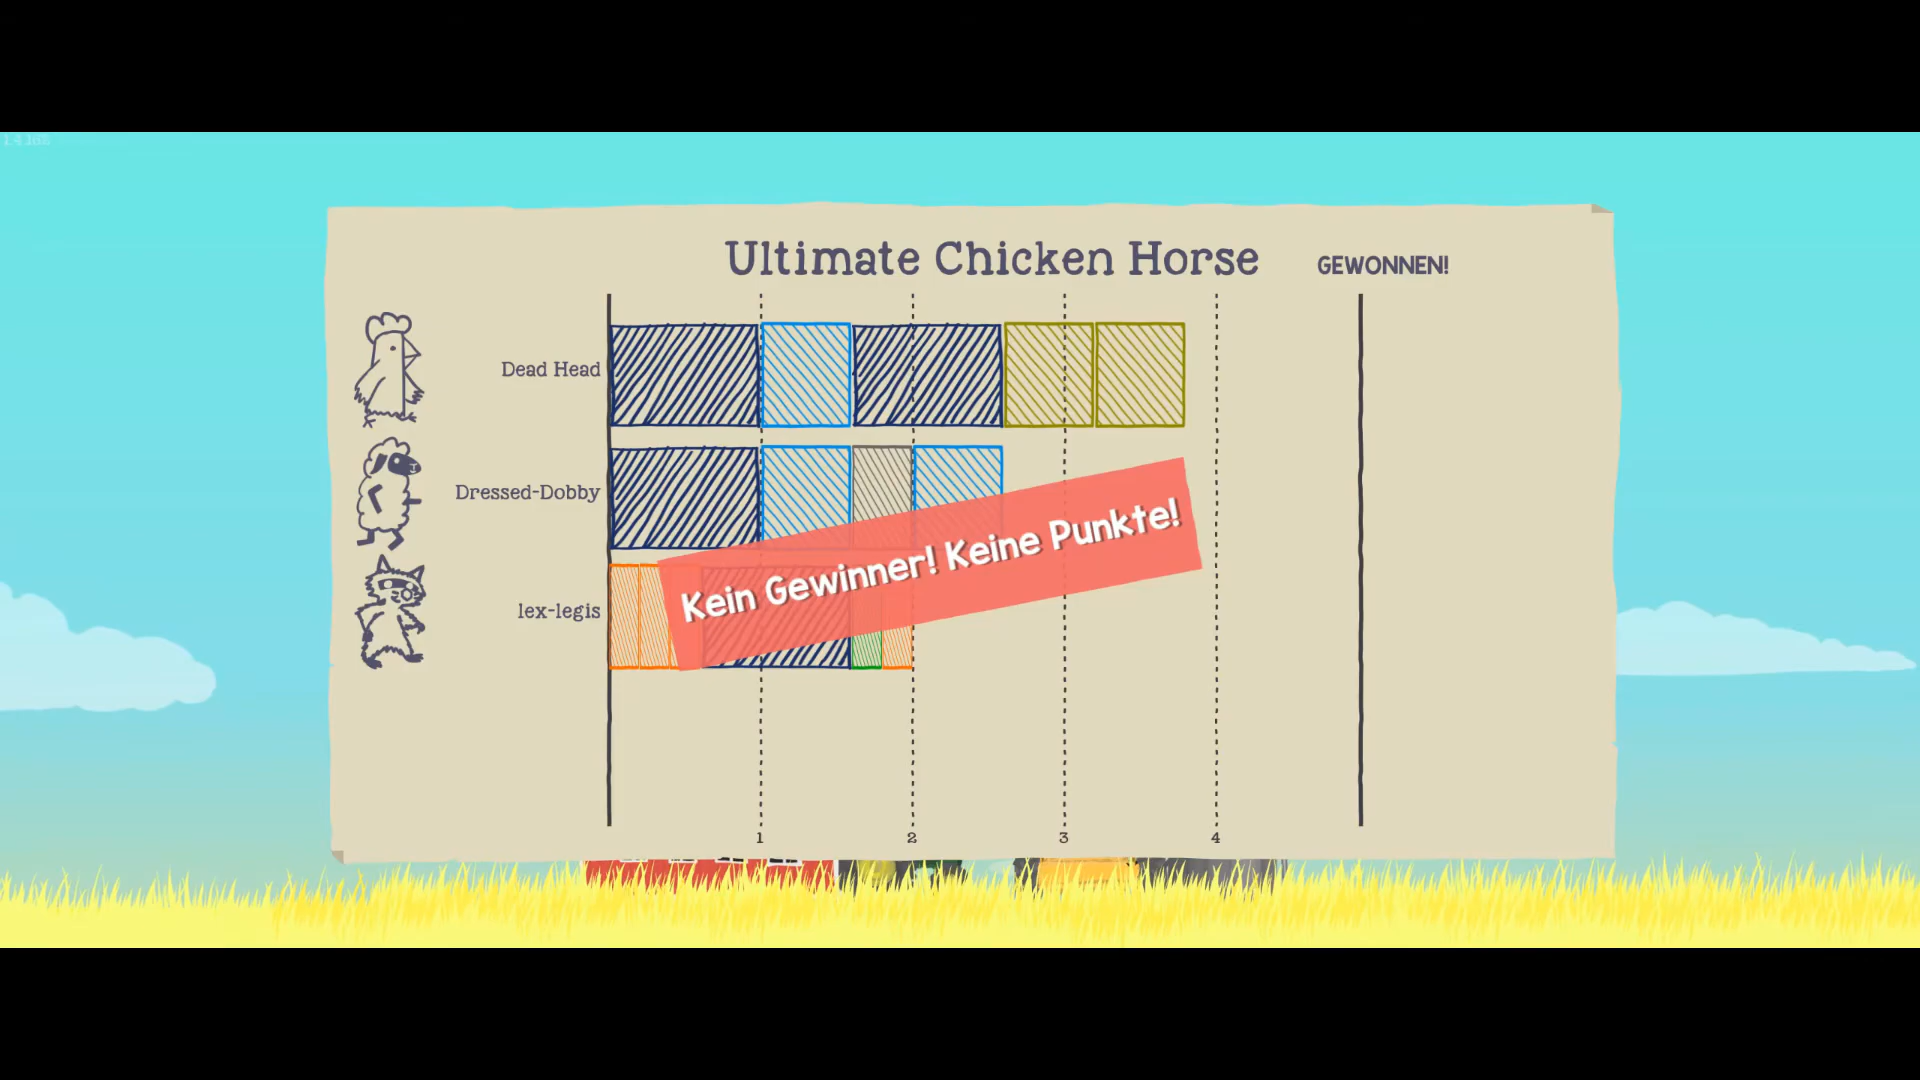 Ultimate Chicken Horse
GEWONNEN!
Dead Head
Dressed-Dobby
Kein Gewinner! Keine Punkte!
lex-legis
1 2 3 4